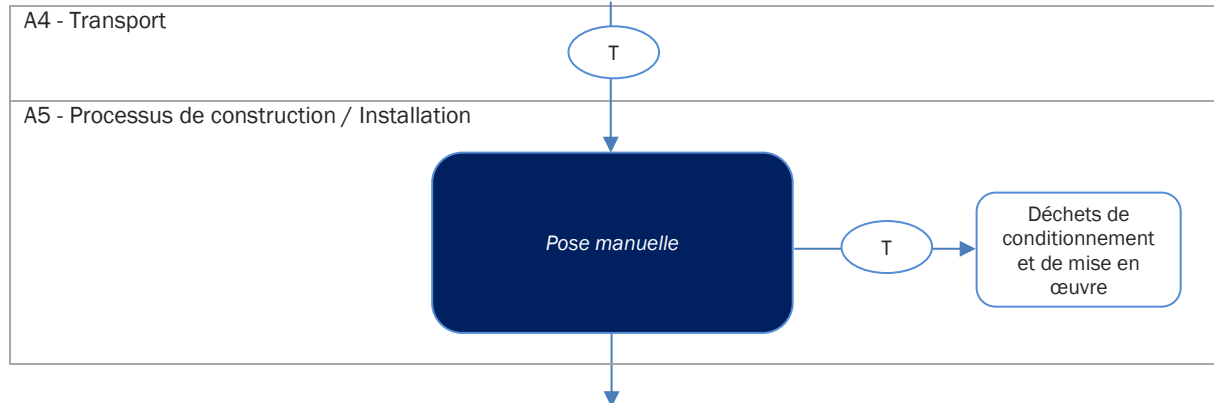 A4 - Transport
T
A5 - Processus de construction / Installation
Pose manuelle
T
Déchets de
conditionnement
et de mise en
œuvre